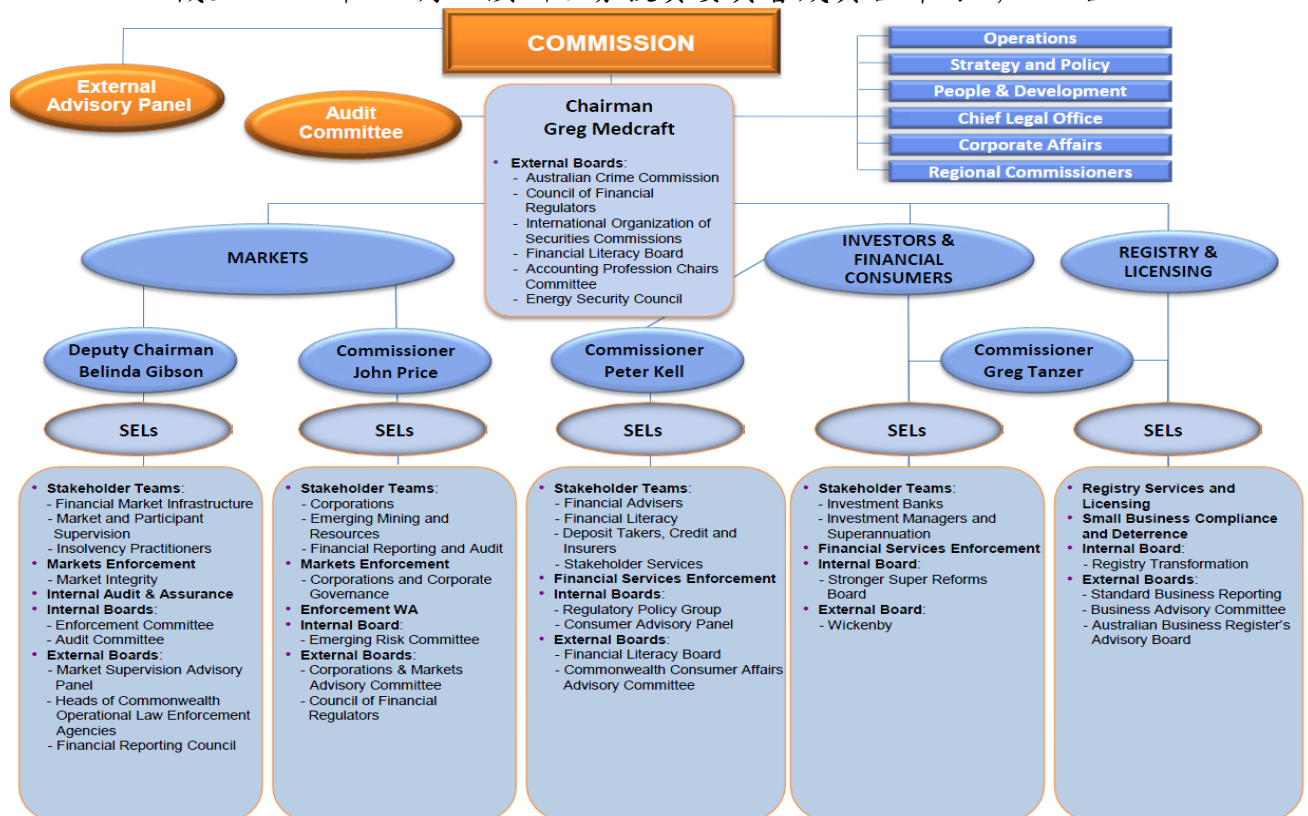 COMMISSION
External
Advisory Panel
Audit
Committee
Operations
Strategy and Policy
People & Development
Chief Legal Office
Corporate Affairs
Regional Commissioners
Chairman
Greg Medcraft
• External Boards:
- Australian Crime Commission
- Council of Financial
Regulators
- International Organization of
Securities Commissions
- Financial Literacy Board
- Accounting Profession Chairs
Committee
- Energy Security Council
MARKETS
INVESTORS &
FINANCIAL
CONSUMERS
REGISTRY &
LICENSING
Deputy Chairman
Belinda Gibson
Commissioner
John Price
Commissioner
Peter Kell
Commissioner
Greg Tanzer
SELs
SELs
SELs
SELs
SELs
• Stakeholder Teams:
- Financial Market Infrastructure
- Market and Participant
Supervision
- Insolvency Practitioners
• Markets Enforcement
- Market Integrity
• Internal Audit & Assurance
• Internal Boards:
- Enforcement Committee
- Audit Committee
• External Boards:
- Market Supervision Advisory
Panel
- Heads of Commonwealth
Operational Law Enforcement
Agencies
- Financial Reporting Council
• Stakeholder Teams:
- Corporations
- Emerging Mining and
Resources
- Financial Reporting and Audit
• Markets Enforcement
- Corporations and Corporate
Governance
• Enforcement WA
• Internal Board:
- Emerging Risk Committee
• External Boards:
- Corporations & Markets
Advisory Committee
- Council of Financial
Regulators
• Stakeholder Teams:
- Financial Advisers
- Financial Literacy
- Deposit Takers, Credit and
Insurers
- Stakeholder Services
• Financial Services Enforcement
• Internal Boards:
- Regulatory Policy Group
- Consumer Advisory Panel
• External Boards:
- Financial Literacy Board
- Commonwealth Consumer Affairs
Advisory Committee
• Stakeholder Teams:
- Investment Banks
- Investment Managers and
Superannuation
• Financial Services Enforcement
• Internal Board:
- Stronger Super Reforms
Board
• External Board:
- Wickenby
• Registry Services and
Licensing
• Small Business Compliance
and Deterrence
• Internal Board:
- Registry Transformation
• External Boards:
- Standard Business Reporting
- Business Advisory Committee
- Australian Business Register's
Advisory Board